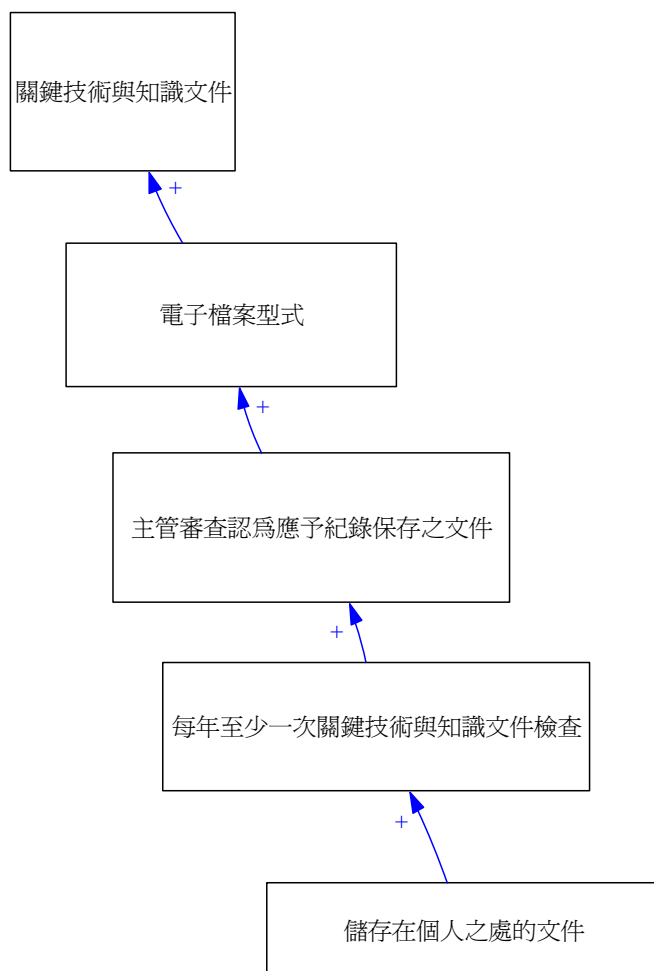 關鍵技術與知識文件
+
電子檔案型式
+
主管審查認為應予紀錄保存之文件
+
每年至少一次關鍵技術與知識文件檢查
+
儲存在個人之處的文件